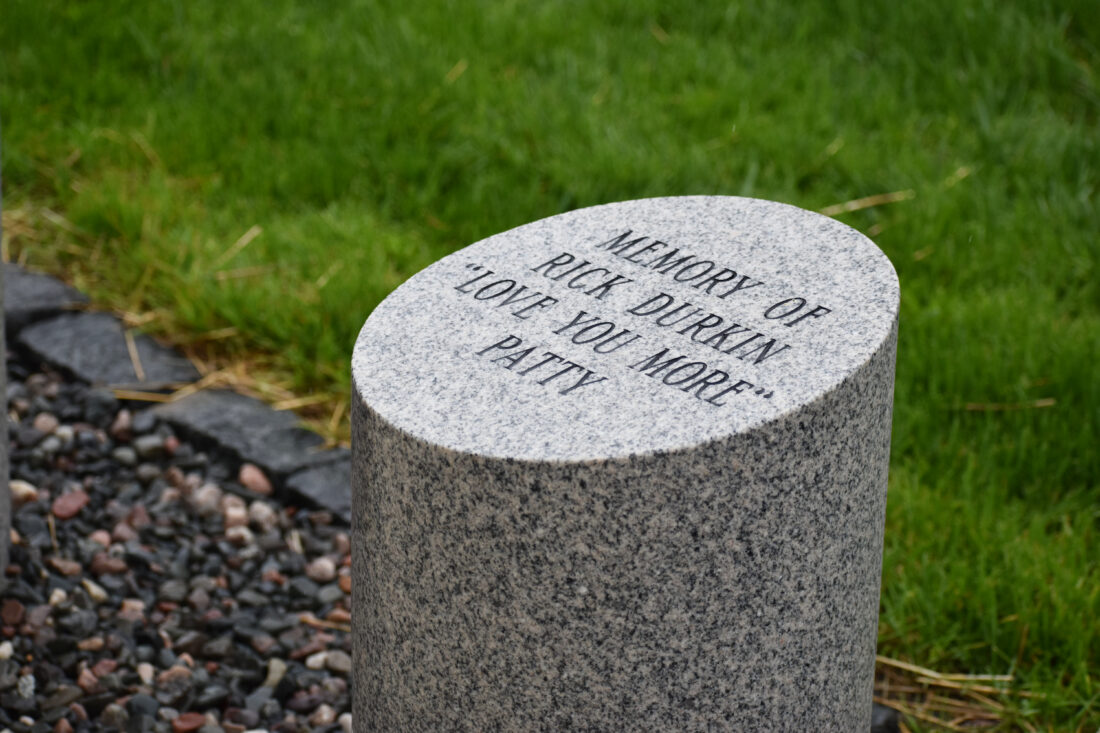 MEMORY OF
RICK DURKIN
“LOVE YOU MORE“
PATTY